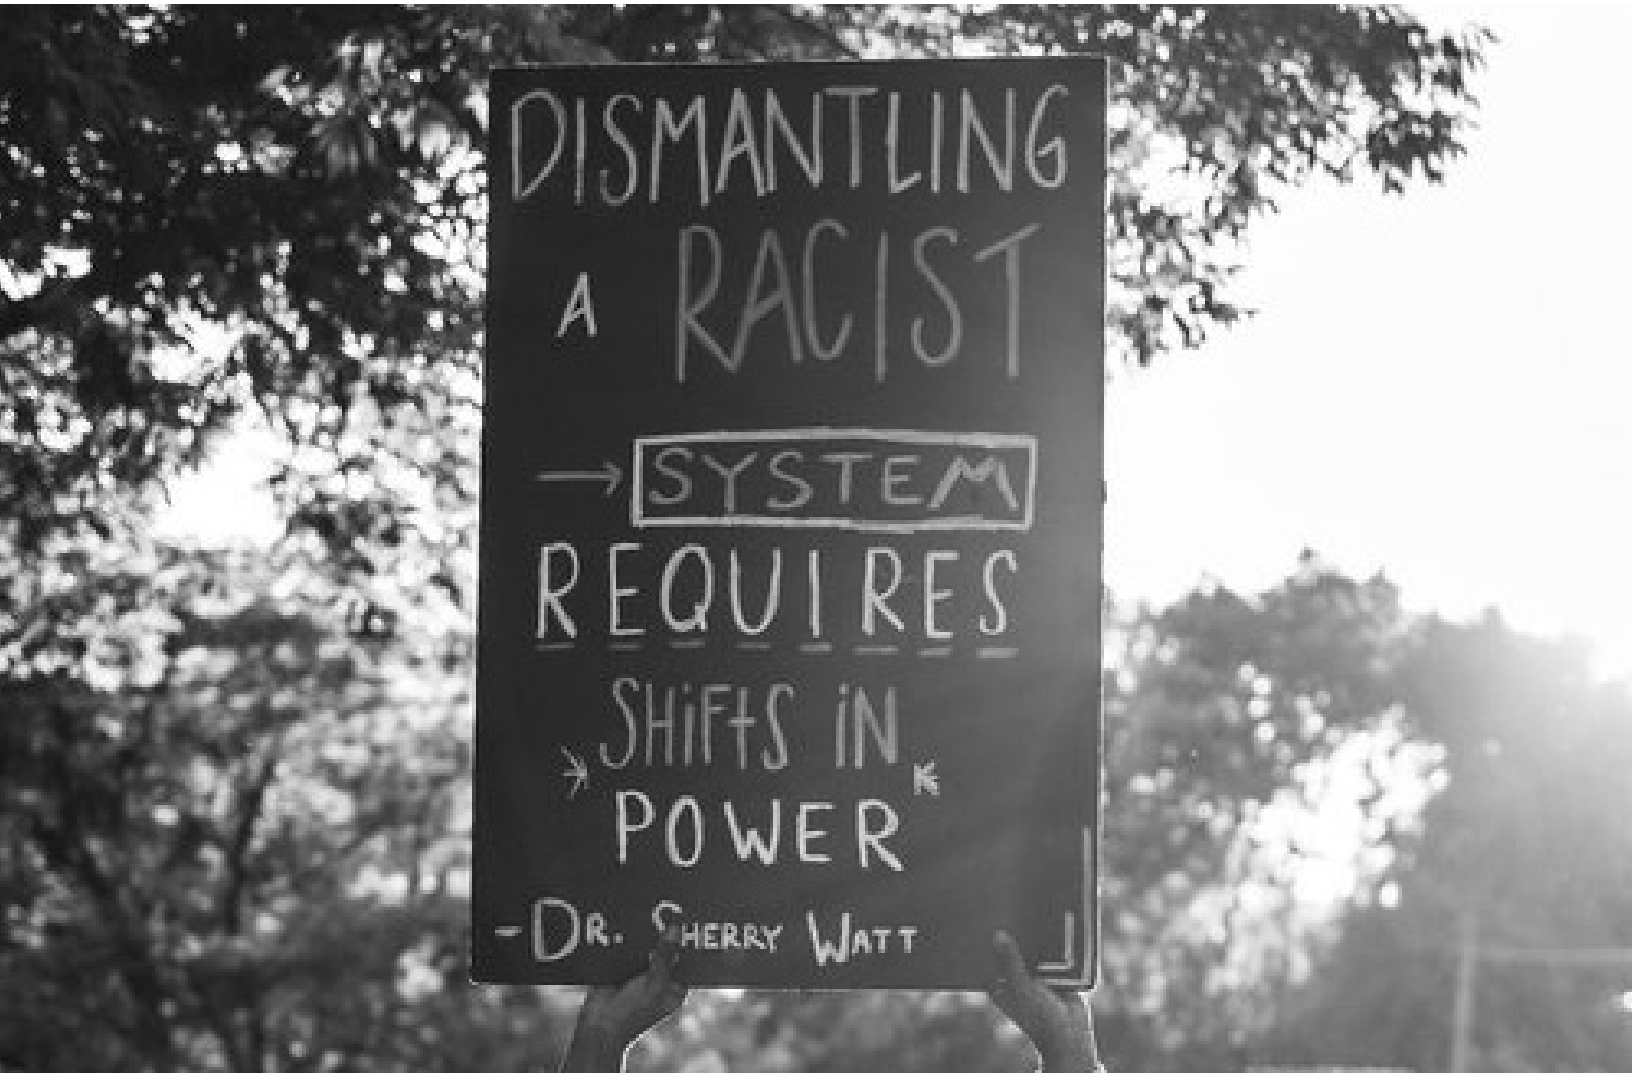 DISMANTLING
A RACIST
→ SYSTEM
REQUIRES
SHiFtS iN
POWER
- DR. SHERRY WATT